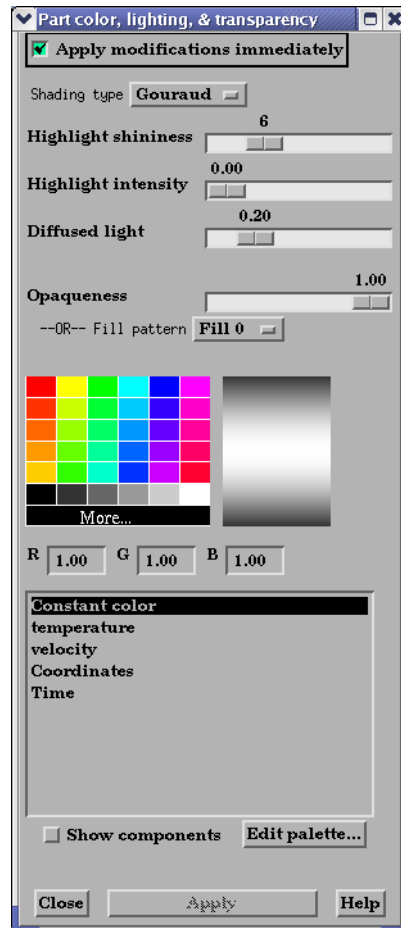 Part color, lighting, & transparency
Apply modifications immediately
Shading type Gouraud
6
Highlight shininess
0.00
Highlight intensity
0.20
Diffused light
1.00
Opaqueness
--OR-- Fill pattern Fill 0
More...
R 1.00 G 1.00 B 1.00
Constant color
temperature
velocity
Coordinates
Time
Show components Edit palette...
Close Apply Help